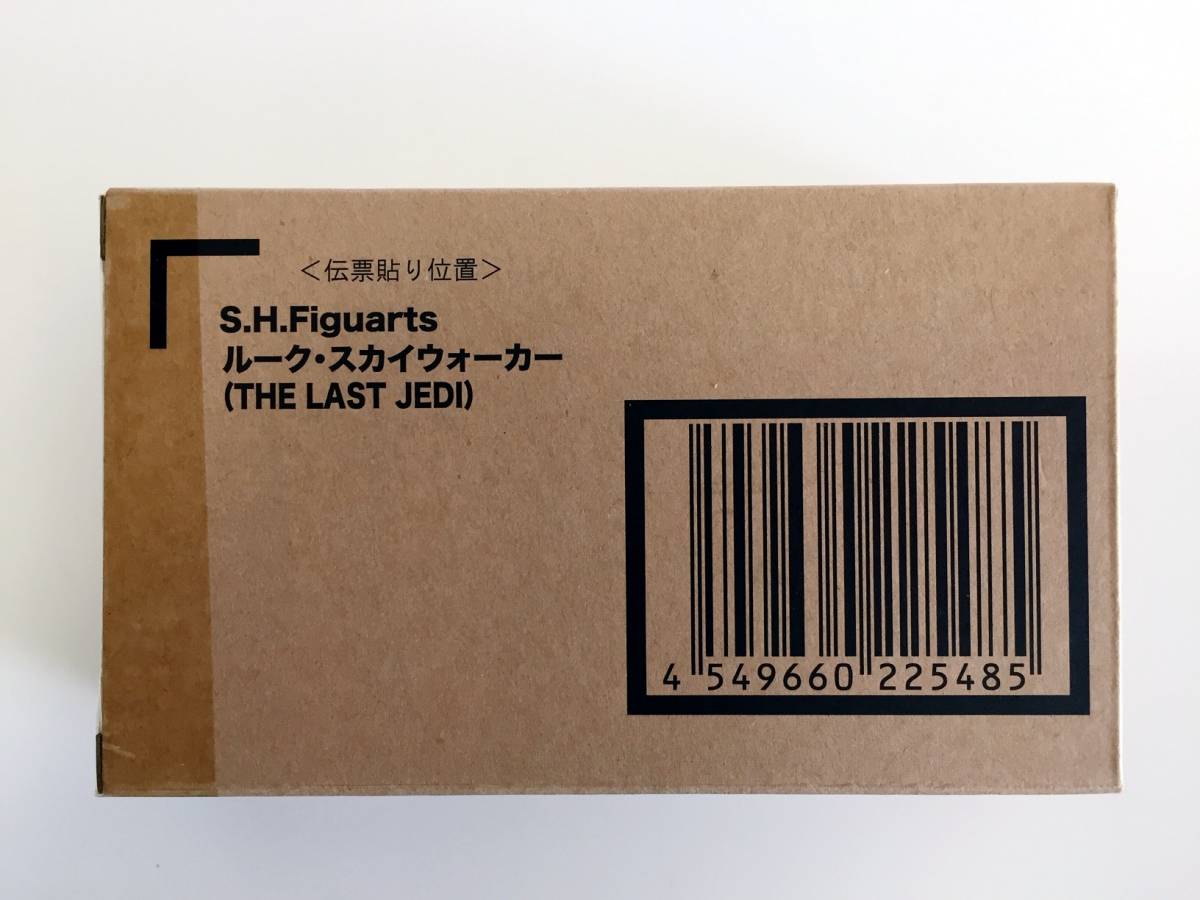 <伝票貼り位置>
S.H.Figuarts
ルーク・スカイウォーカー
(THE LAST JEDI)
4 549660 225485